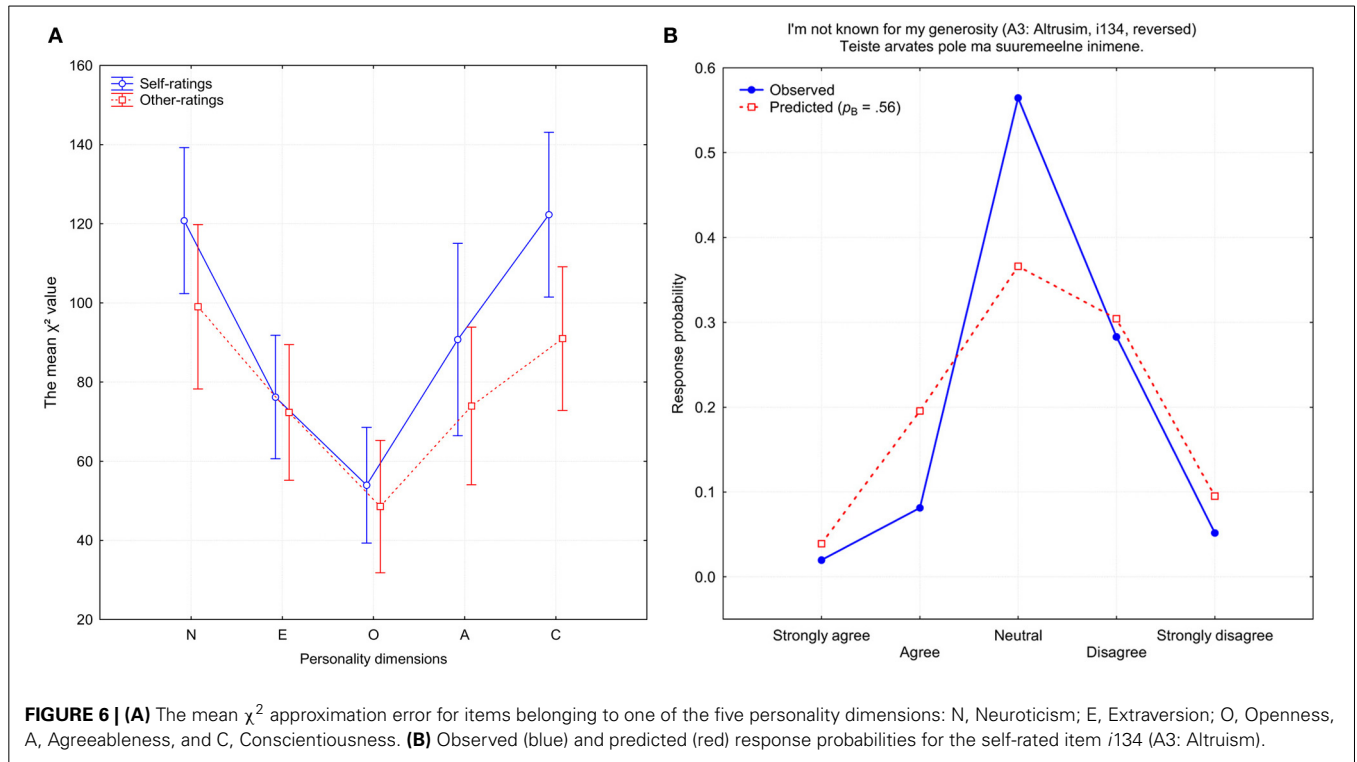 A
160
140
120
100
80
60
40
20
The mean χ² value
Self-ratings
Other-ratings
N
E
O
A
C
Personality dimensions
B
I'm not known for my generosity (A3: Altrusim, i134, reversed)
Teiste arvates pole ma suuremeelne inimene.
0.6
0.5
0.4
0.3
0.2
0.1
0.0
Response probability
Observed
Predicted (pB = .56)
Strongly agree
Agree
Neutral
Disagree
Strongly disagree
FIGURE 6 | (A) The mean χ² approximation error for items belonging to one of the five personality dimensions: N, Neuroticism; E, Extraversion; O, Openness,
A, Agreeableness, and C, Conscientiousness. (B) Observed (blue) and predicted (red) response probabilities for the self-rated item i134 (A3: Altruism).